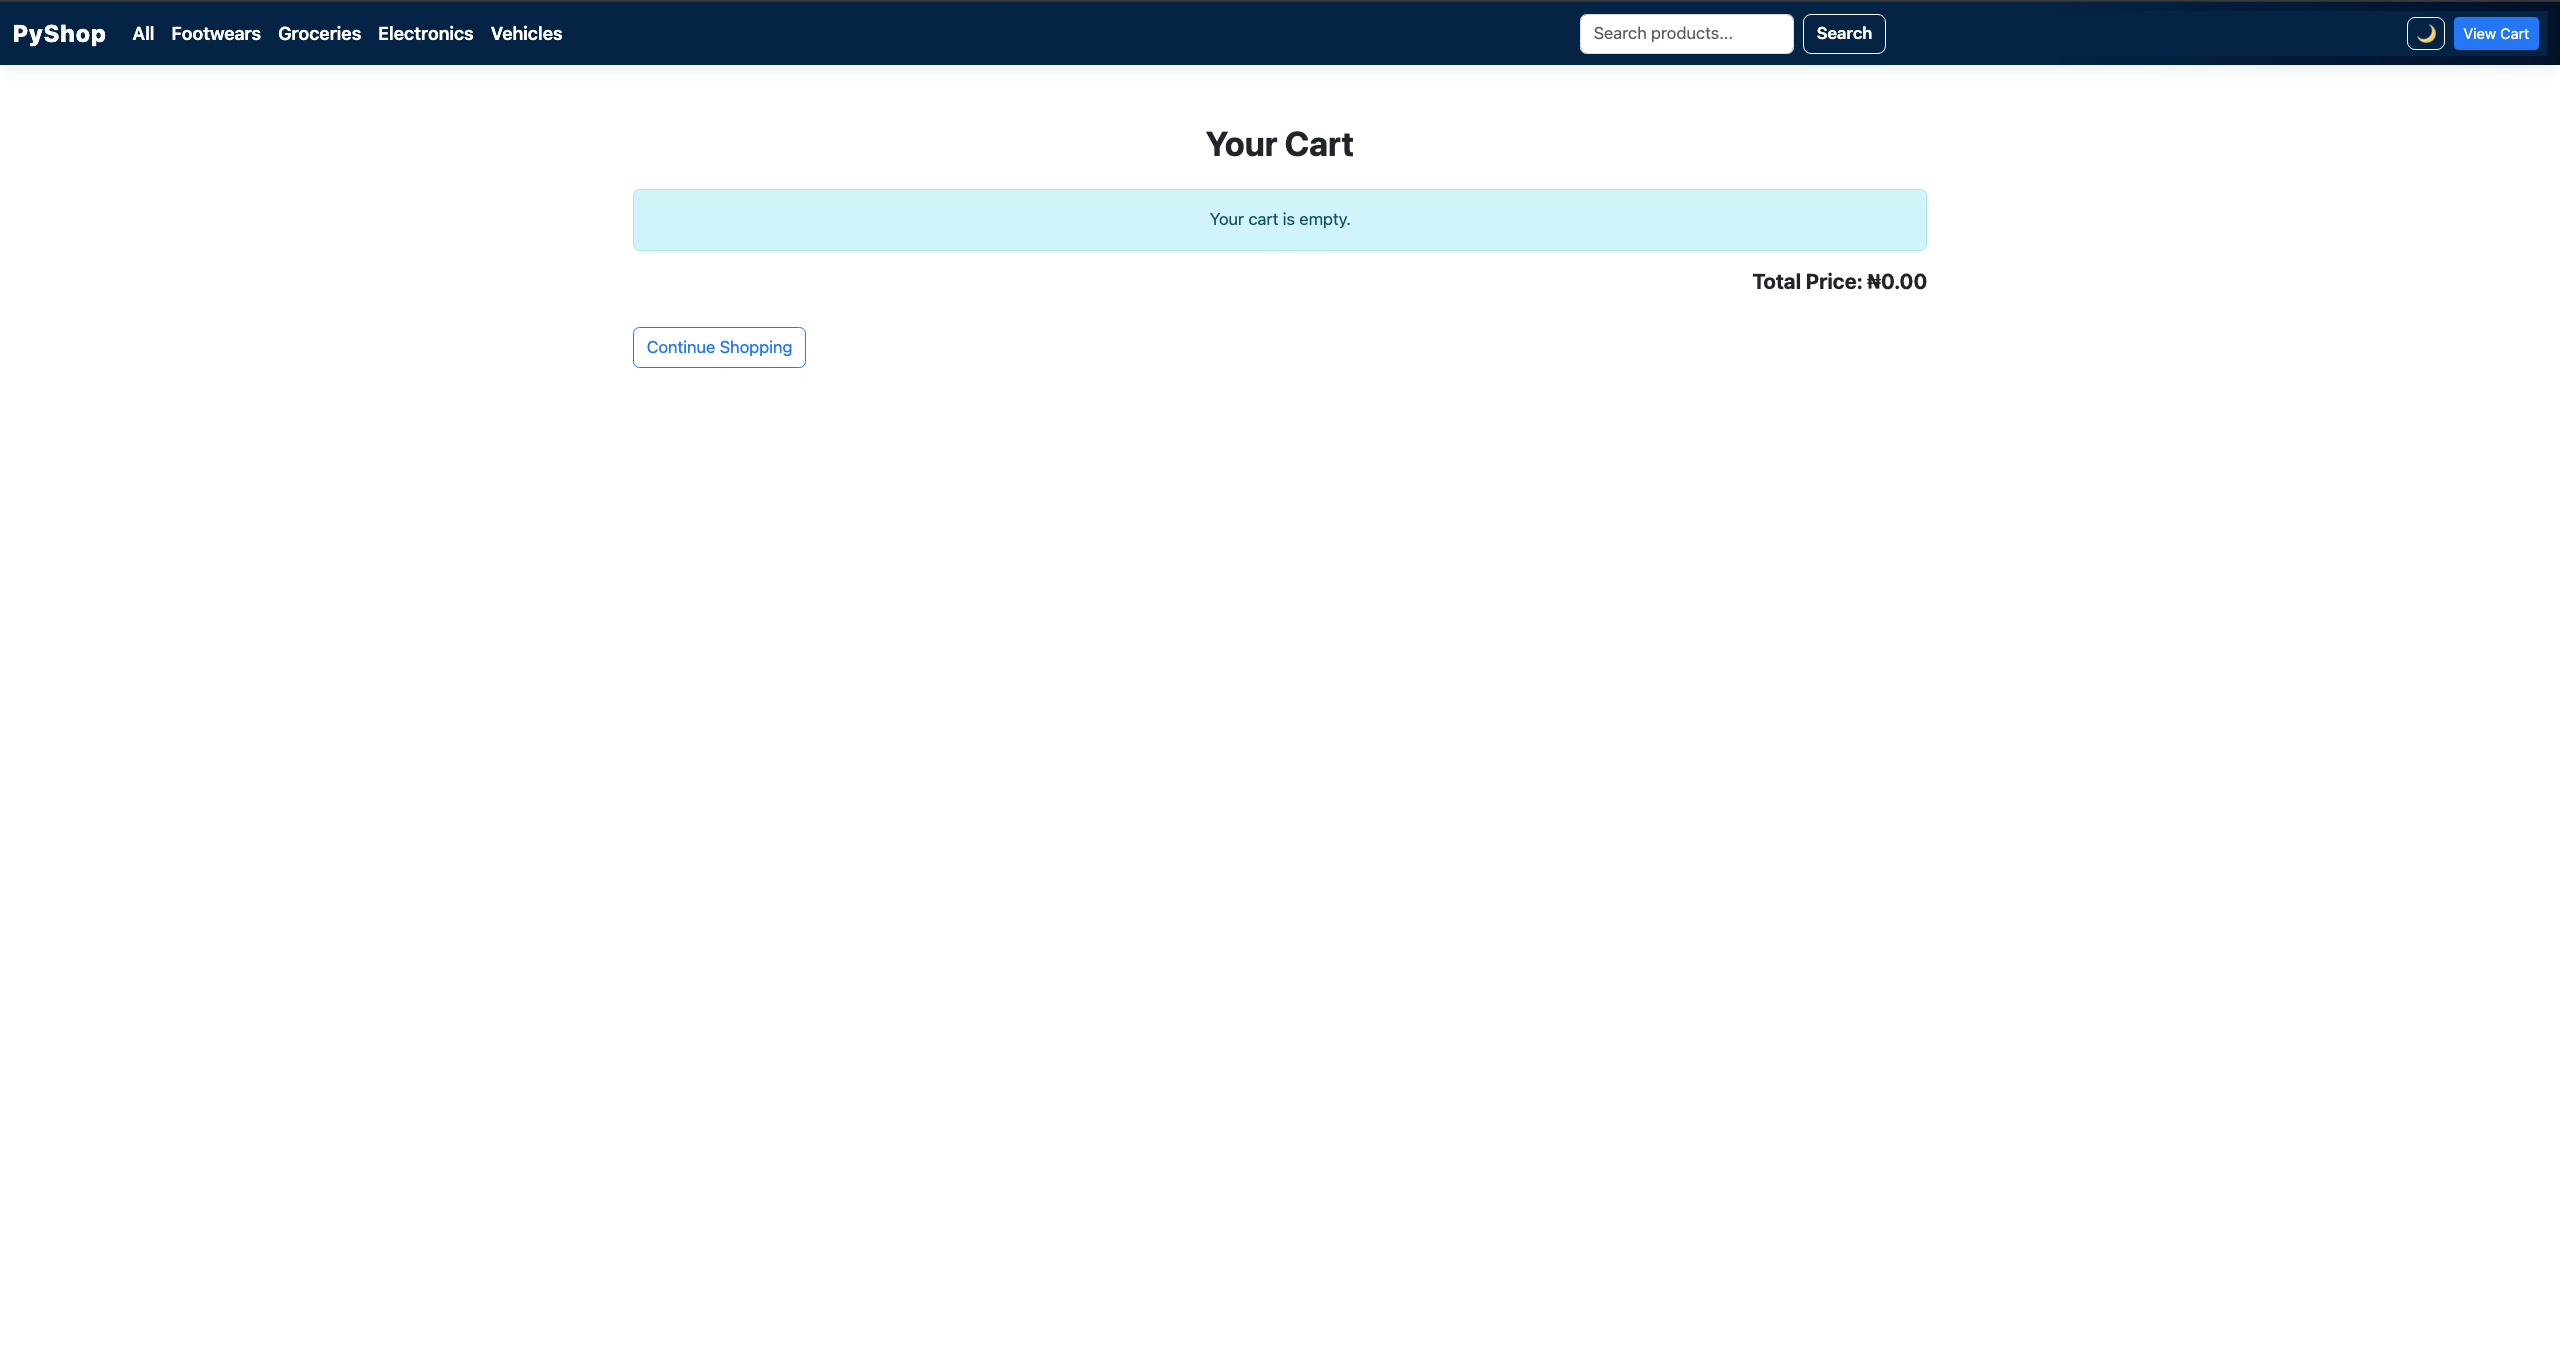 PyShop All Footwears Groceries Electronics Vehicles Search products... Search View Cart
Your Cart
Your cart is empty.
Total Price: ₦0.00
Continue Shopping